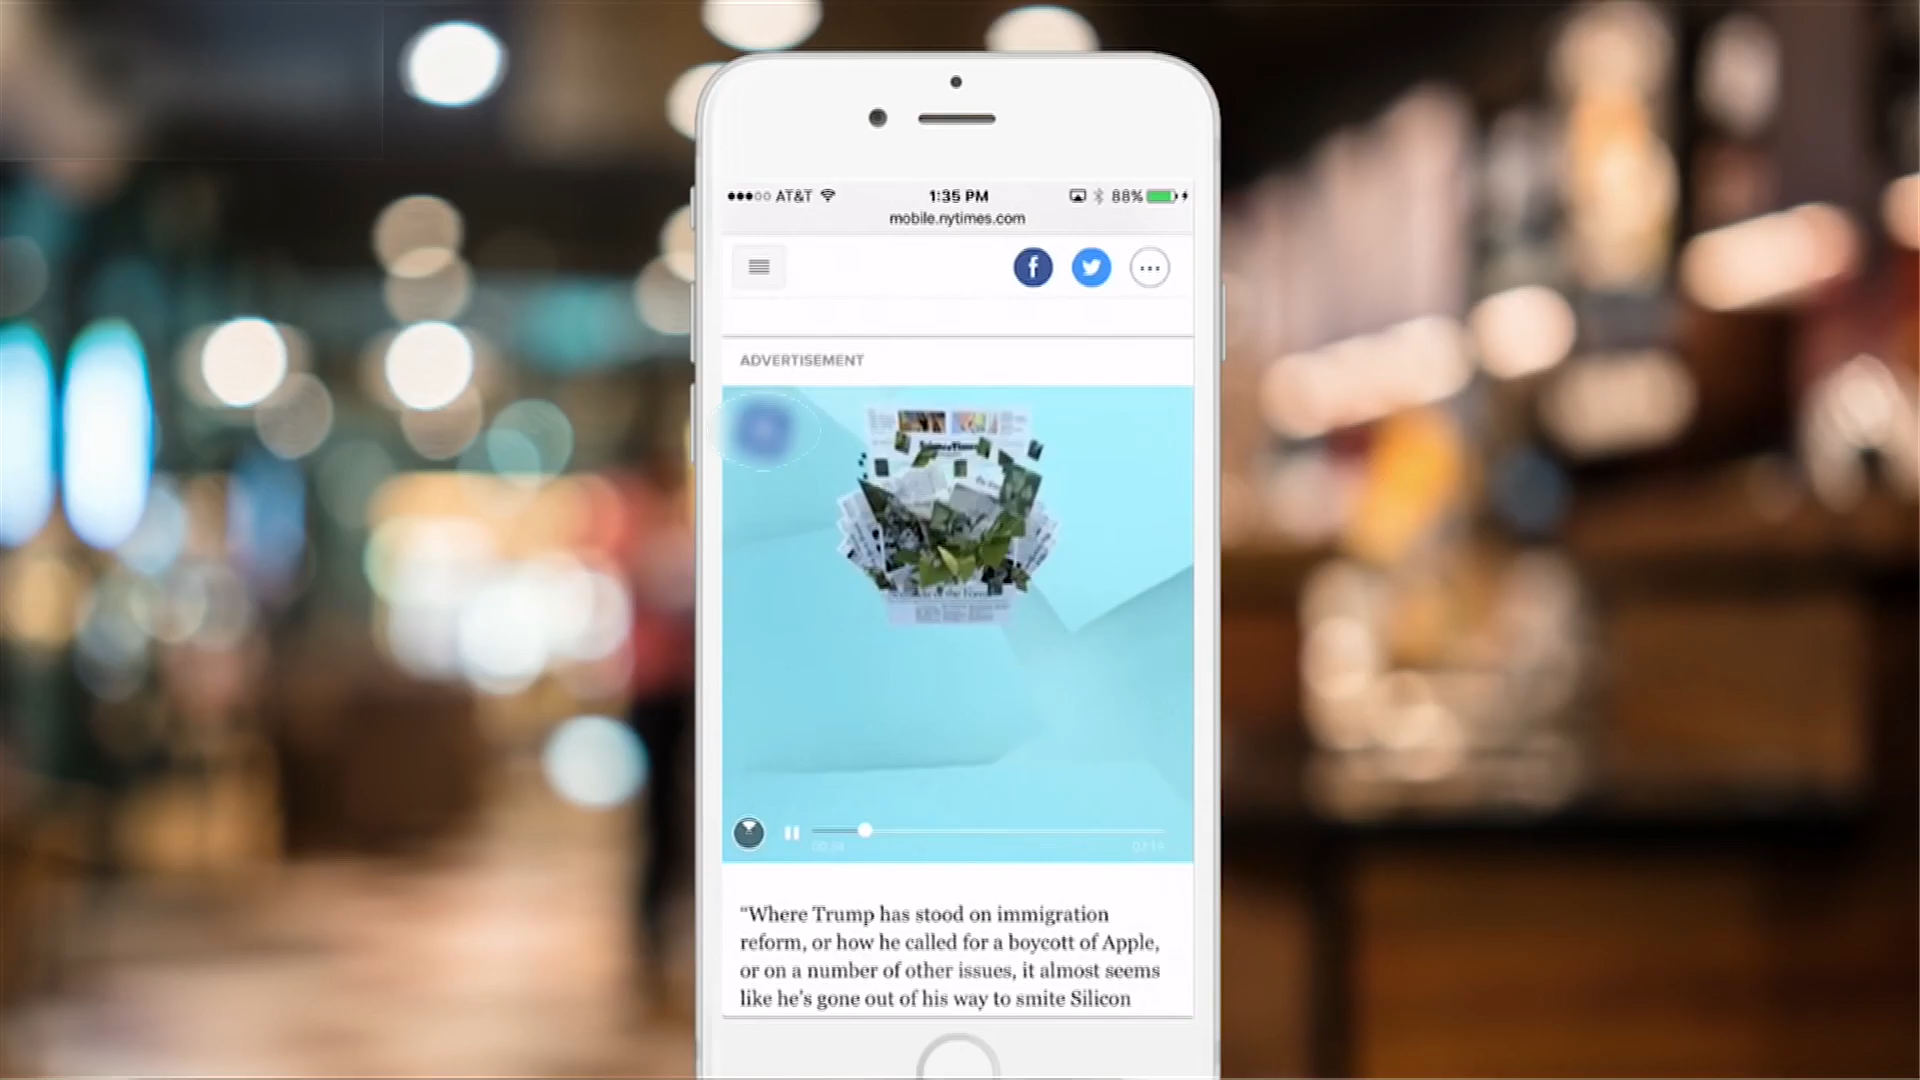 AT&T
1:35 PM
88%
mobile.nytimes.com
ADVERTISEMENT
“Where Trump has stood on immigration
reform, or how he called for a boycott of Apple,
or on a number of other issues, it almost seems
like he’s gone out of his way to smite Silicon